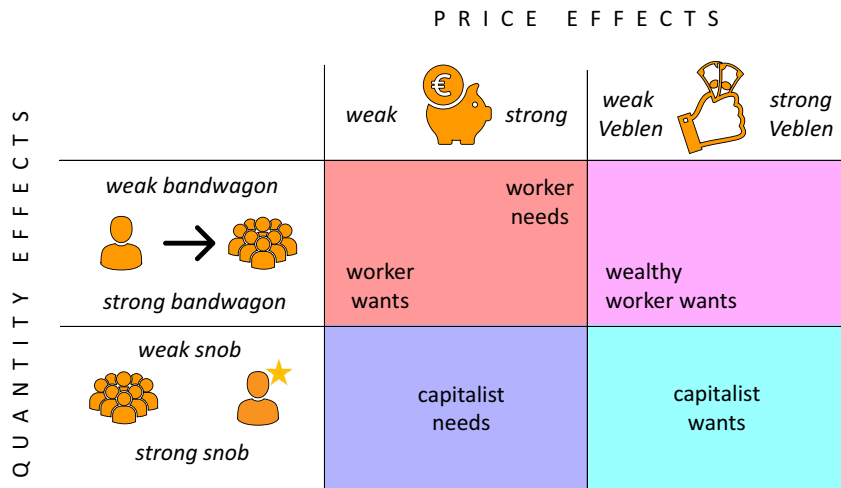 PRICE EFFECTS
QUANTITY EFFECTS
weak
€
strong
weak
Veblen
strong
Veblen
weak bandwagon
strong bandwagon
worker
needs
worker
wants
wealthy
worker wants
weak snob
strong snob
capitalist
needs
capitalist
wants